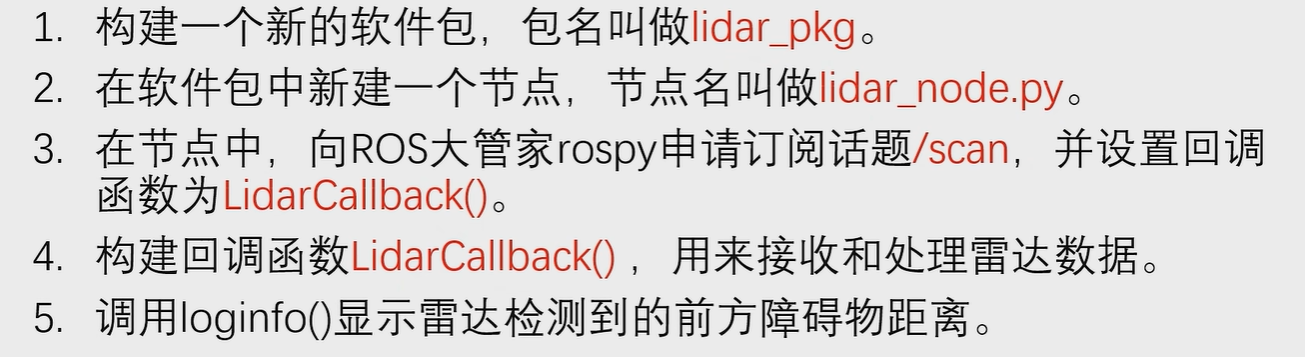 1. 构建一个新的软件包，包名叫做lidar_pkg。
2. 在软件包中新建一个节点，节点名叫做lidar_node.py。
3. 在节点中，向ROS大管家rospy申请订阅话题/scan，并设置回调
函数为LidarCallback()。
4. 构建回调函数LidarCallback() ，用来接收和处理雷达数据。
5. 调用loginfo()显示雷达检测到的前方障碍物距离。